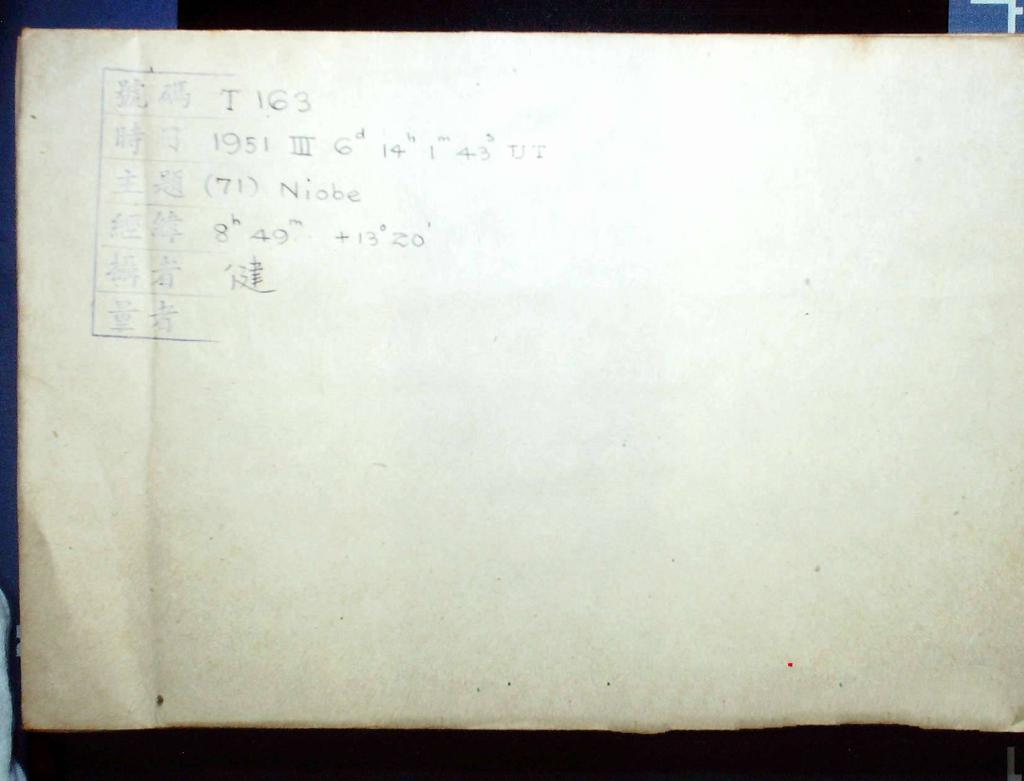 號碼 T 163
時日 1951 III 6ᵈ 14ʰ 1ᵐ 43ˢ UT
主題 (71) Niobe
經緯 8ʰ 49ᵐ +13°20'
攝者 健
量者